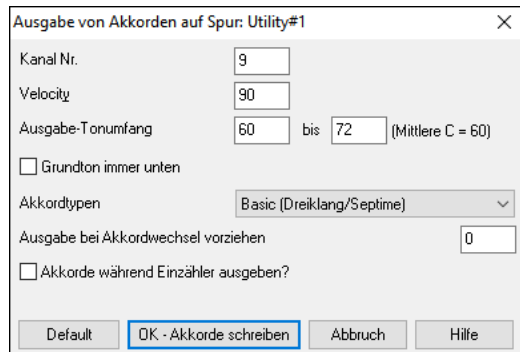 Ausgabe von Akkorden auf Spur: Utility#1
Kanal Nr. 9
Velocity 90
Ausgabe-Tonumfang 60 bis 72 (Mittlere C = 60)
Grundton immer unten
Akkordtypen Basic (Dreiklang/Septime)
Ausgabe bei Akkordwechsel vorziehen 0
Akkorde während Einzähler ausgeben?
Default OK - Akkorde schreiben Abbruch Hilfe